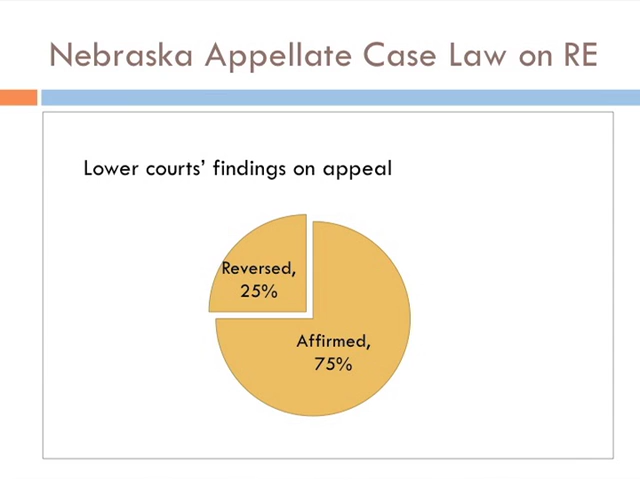 Nebraska Appellate Case Law on RE
Lower courts’ findings on appeal
Reversed,
25%
Affirmed,
75%